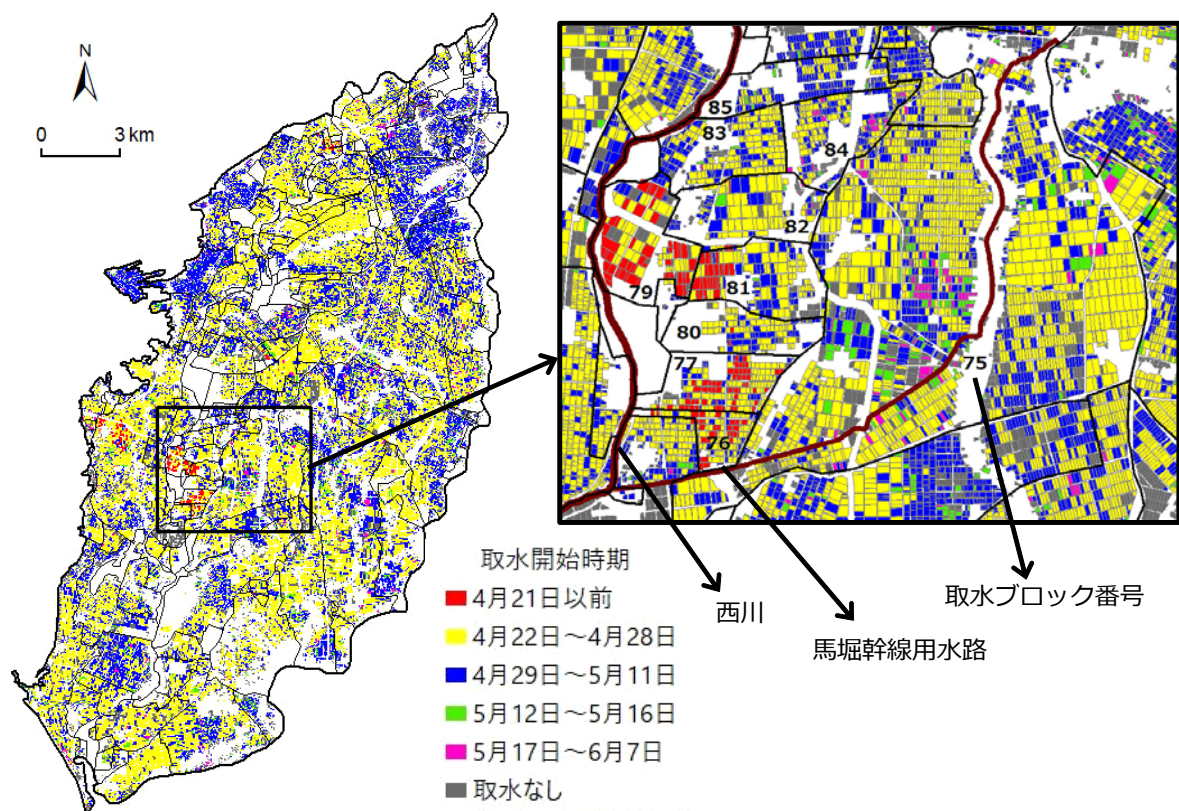 N
0 3 km
85
83
84
82
79
81
80
77
75
76
取水開始時期
4月21日以前
4月22日～4月28日
4月29日～5月11日
5月12日～5月16日
5月17日～6月7日
取水なし
西川
馬堀幹線用水路
取水ブロック番号